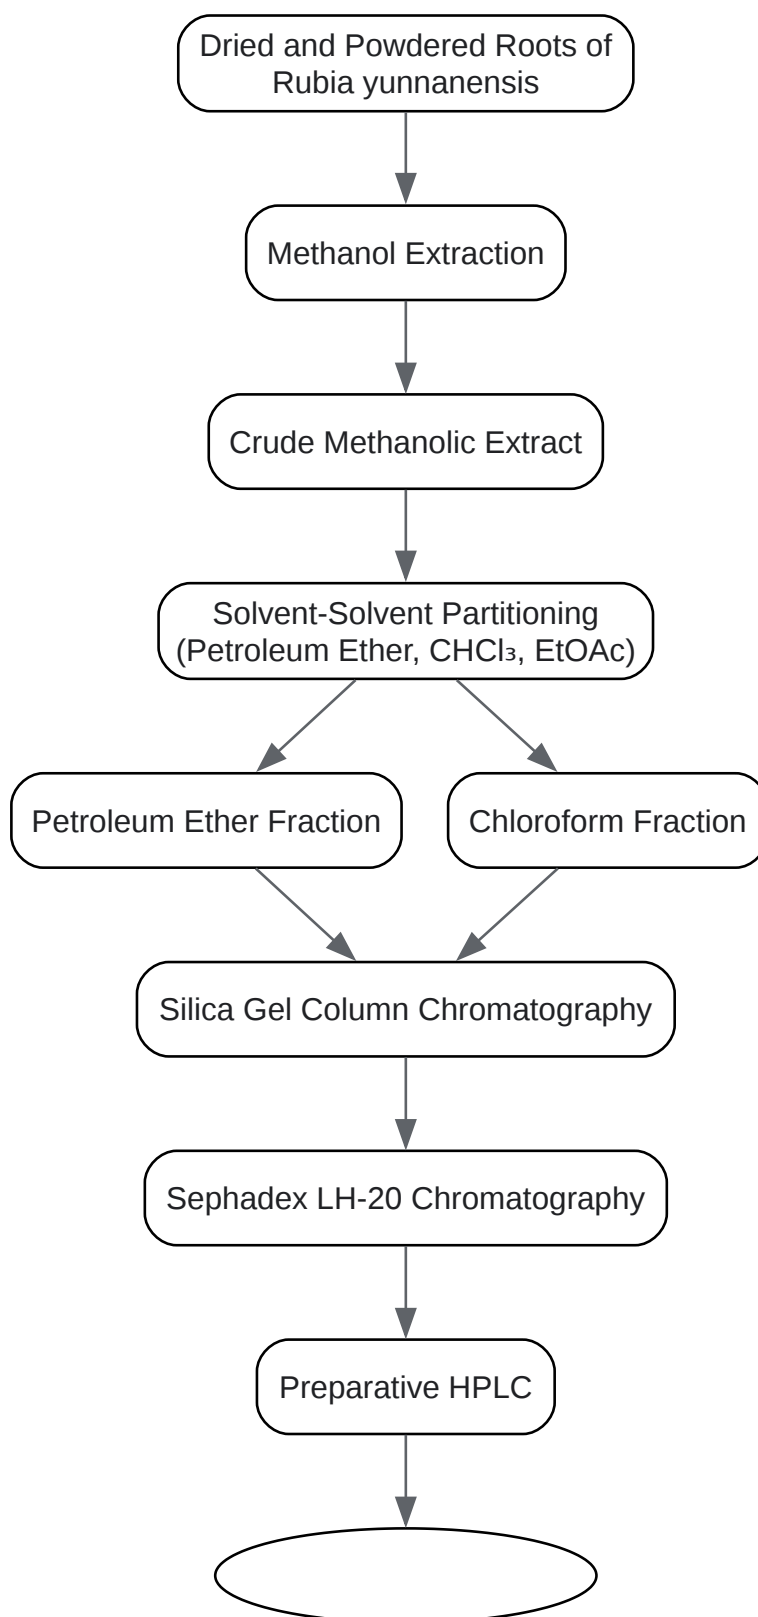 Dried and Powdered Roots of
Rubia yunnanensis
Methanol Extraction
Crude Methanolic Extract
Solvent-Solvent Partitioning
(Petroleum Ether, CHCl₃, EtOAc)
Petroleum Ether Fraction
Chloroform Fraction
Silica Gel Column Chromatography
Sephadex LH-20 Chromatography
Preparative HPLC